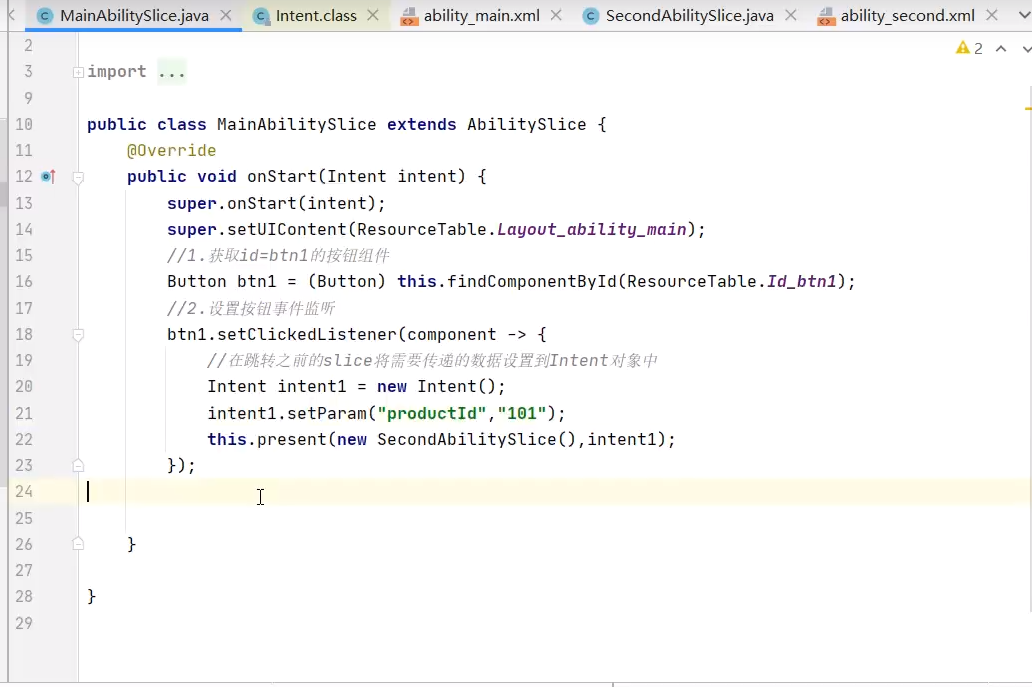 MainAbilitySlice.java Intent.class ability_main.xml SecondAbilitySlice.java ability_second.xml
2
2
3 import ...
9
10 public class MainAbilitySlice extends AbilitySlice {
11 @Override
12 public void onStart(Intent intent) {
13 super.onStart(intent);
14 super.setUIContent(ResourceTable.Layout_ability_main);
15 //1.获取id=btn1的按钮组件
16 Button btn1 = (Button) this.findComponentById(ResourceTable.Id_btn1);
17 //2.设置按钮事件监听
18 btn1.setClickedListener(component -> {
19 //在跳转之前的slice将需要传递的数据设置到Intent对象中
20 Intent intent1 = new Intent();
21 intent1.setParam("productId","101");
22 this.present(new SecondAbilitySlice(),intent1);
23 });
24
25
26 }
27
28 }
29